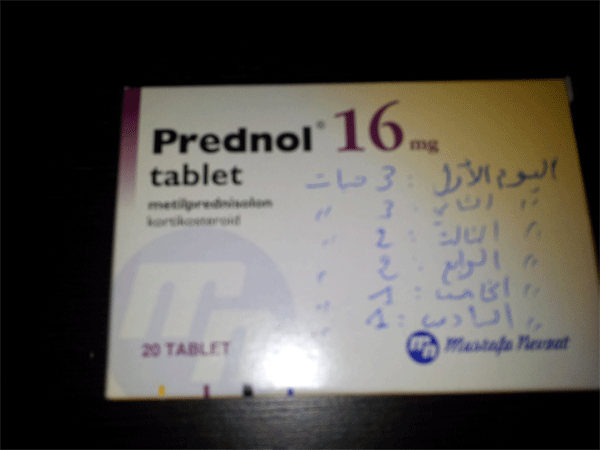 Prednol® 16 mg
tablet
metilprednisolon
kortikosteroid
اليوم الأول : 3 حبات
〃 الثاني : 3 〃
〃 الثالث : 2 〃
〃 الرابع : 2 〃
〃 الخامس : 1 〃
〃 السادس : 1 〃
20 TABLET
Mustafa Nevzat